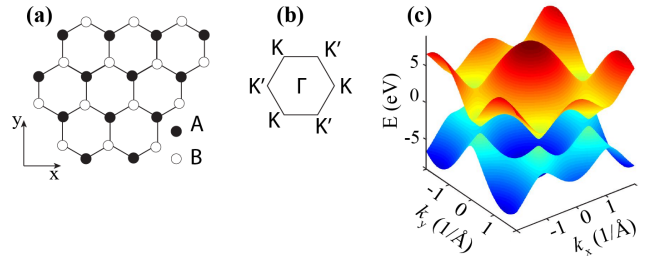 (a)
y
x
A
B
(b)
K K′
K′ Γ K
K K′
(c)
E (eV)
5
0
-5
-1
0
1
k_y (1/Å)
-1
0
1
k_x (1/Å)